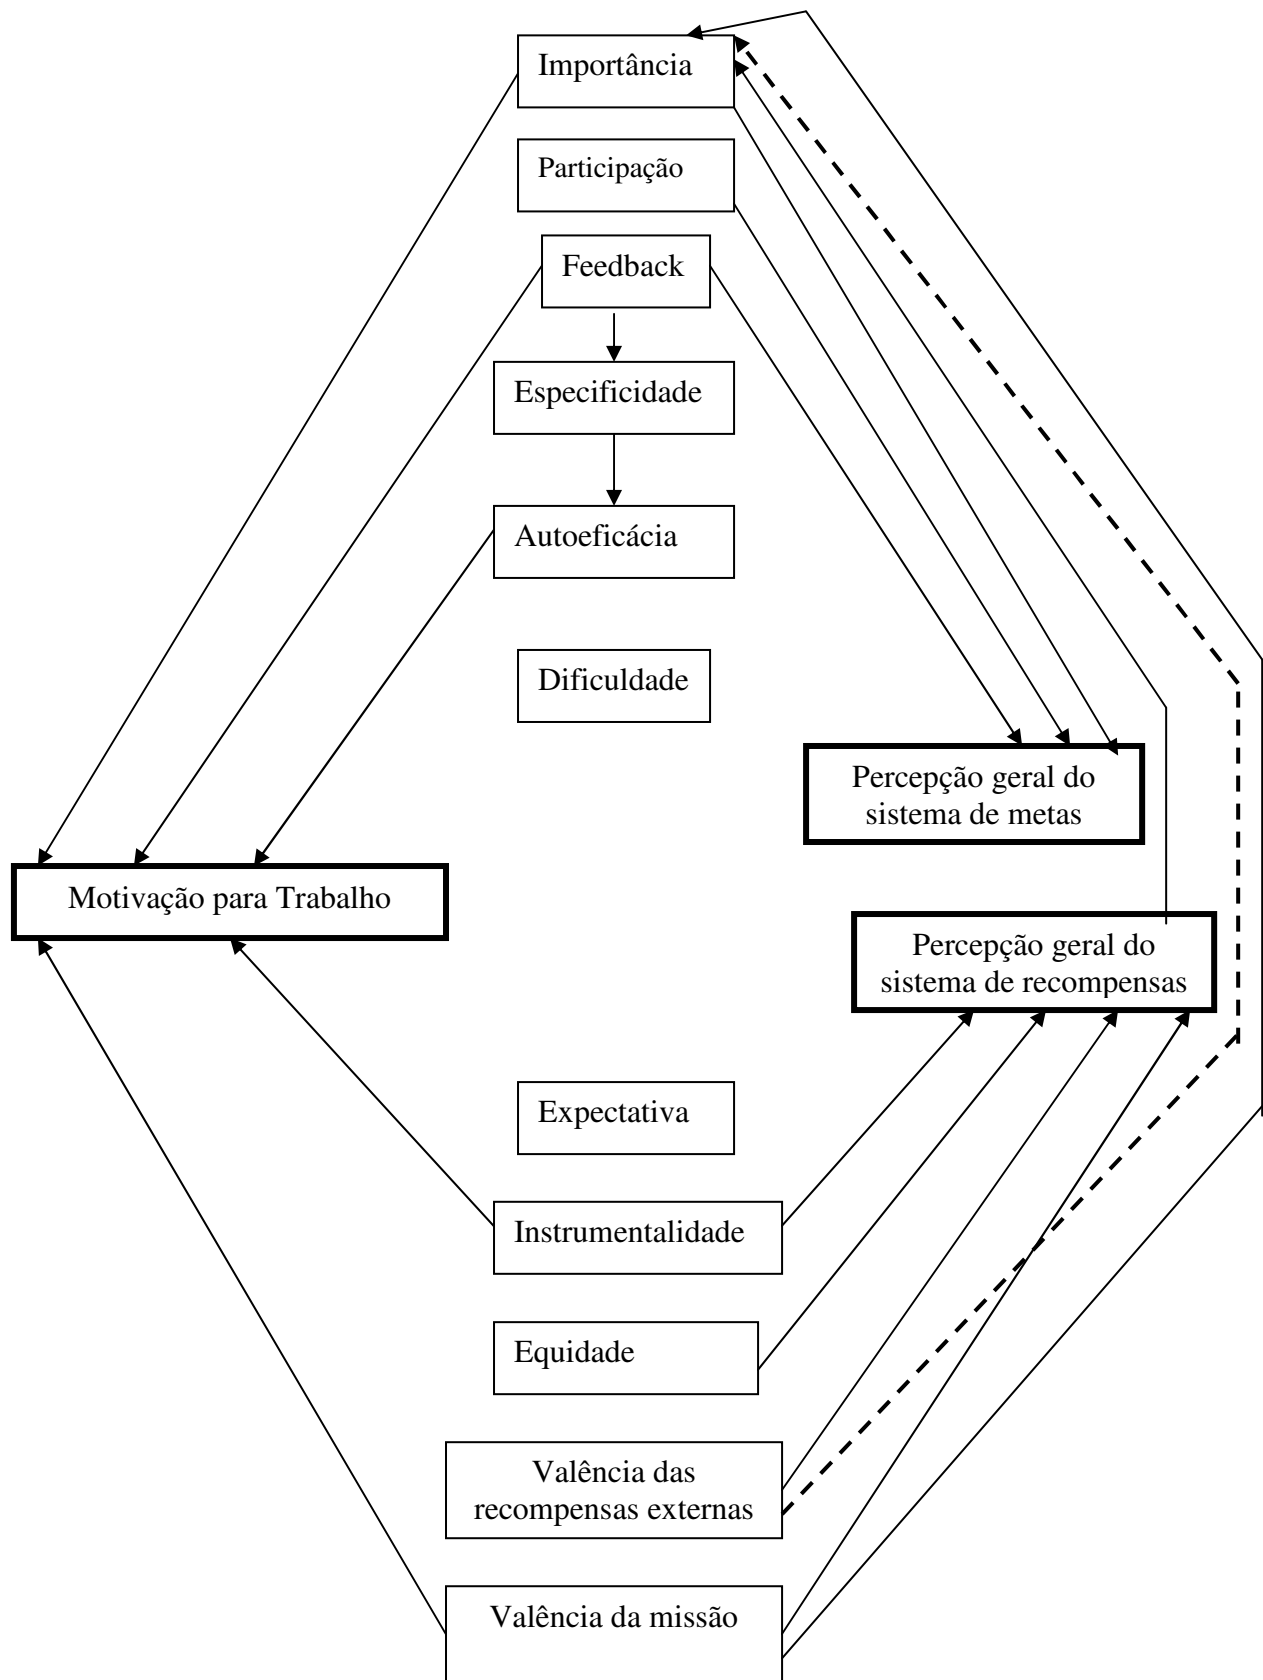 Importância
Participação
Feedback
Especificidade
Autoeficácia
Dificuldade
Percepção geral do
sistema de metas
Motivação para Trabalho
Percepção geral do
sistema de recompensas
Expectativa
Instrumentalidade
Equidade
Valência das
recompensas externas
Valência da missão